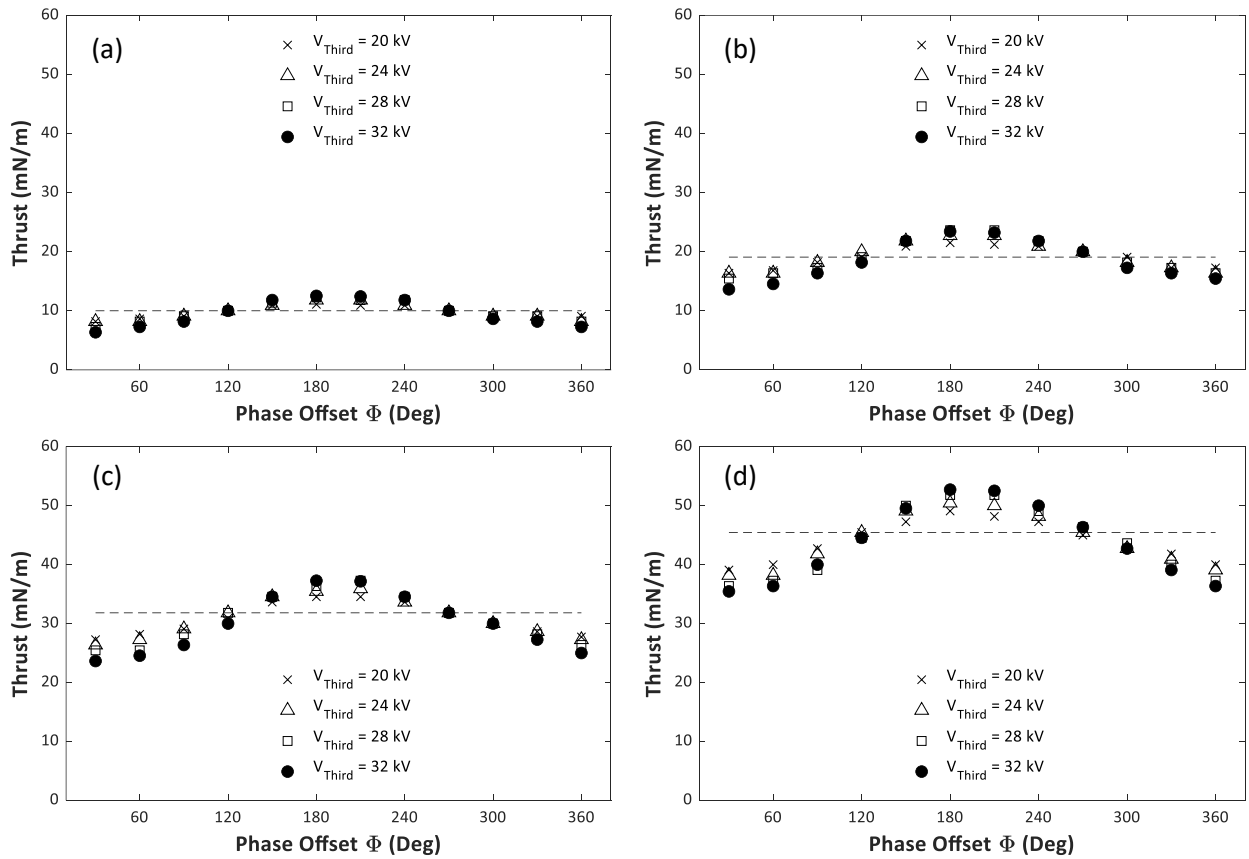 (a)
V_Third = 20 kV
V_Third = 24 kV
V_Third = 28 kV
V_Third = 32 kV
60
50
40
30
20
10
0
Thrust (mN/m)
60 120 180 240 300 360
Phase Offset Φ (Deg)
(b)
V_Third = 20 kV
V_Third = 24 kV
V_Third = 28 kV
V_Third = 32 kV
60
50
40
30
20
10
0
Thrust (mN/m)
60 120 180 240 300 360
Phase Offset Φ (Deg)
(c)
60
50
40
30
20
10
0
Thrust (mN/m)
V_Third = 20 kV
V_Third = 24 kV
V_Third = 28 kV
V_Third = 32 kV
60 120 180 240 300 360
Phase Offset Φ (Deg)
(d)
60
50
40
30
20
10
0
Thrust (mN/m)
V_Third = 20 kV
V_Third = 24 kV
V_Third = 28 kV
V_Third = 32 kV
60 120 180 240 300 360
Phase Offset Φ (Deg)